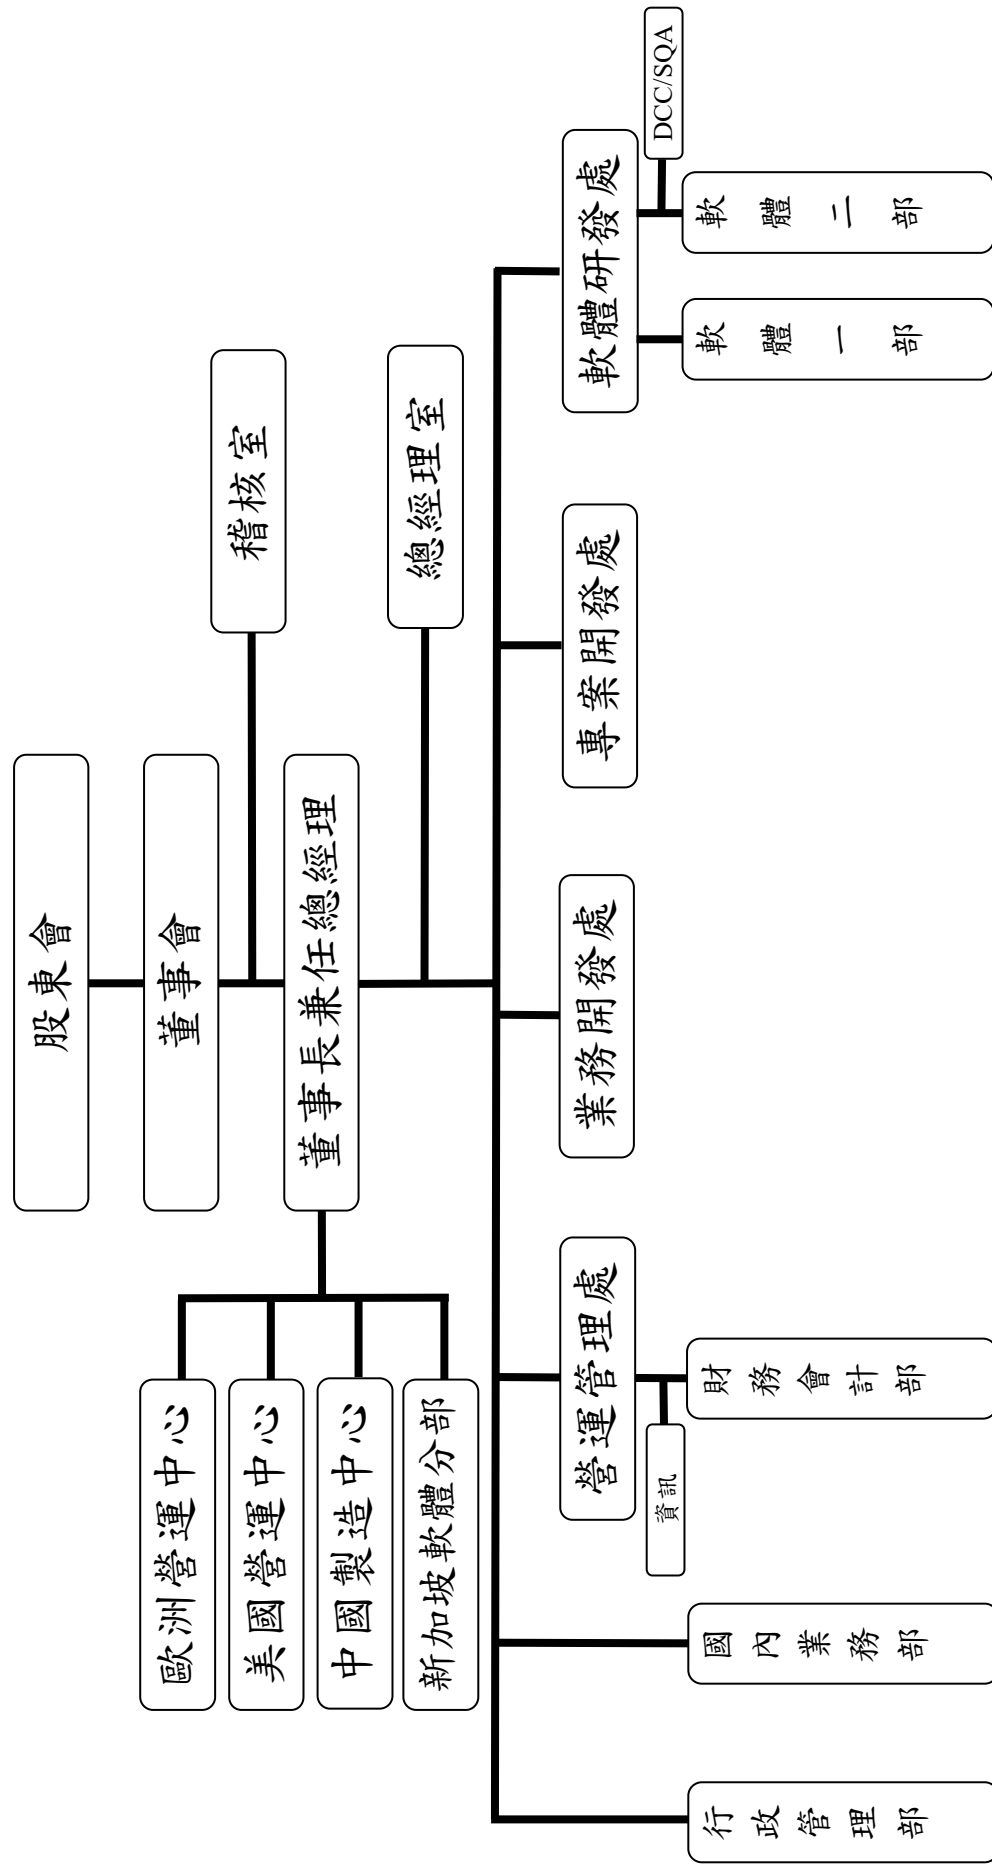 股東會
董事會
稽核室
董事長兼任總經理
總經理室
歐洲營運中心
美國營運中心
中國製造中心
新加坡軟體分部
營運管理處
業務開發處
專案開發處
軟體研發處
資訊
DCC/SQA
行政管理部
國內業務部
財務會計部
軟體一部
軟體二部